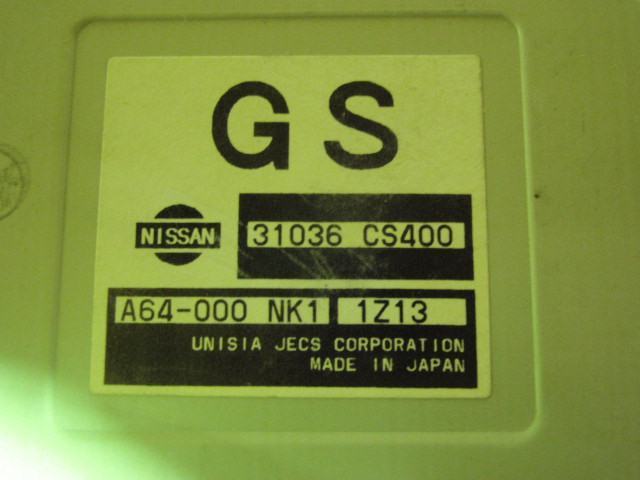 GS
NISSAN
31036 CS400
A64-000 NK1 1Z13
UNISIA JECS CORPORATION
MADE IN JAPAN